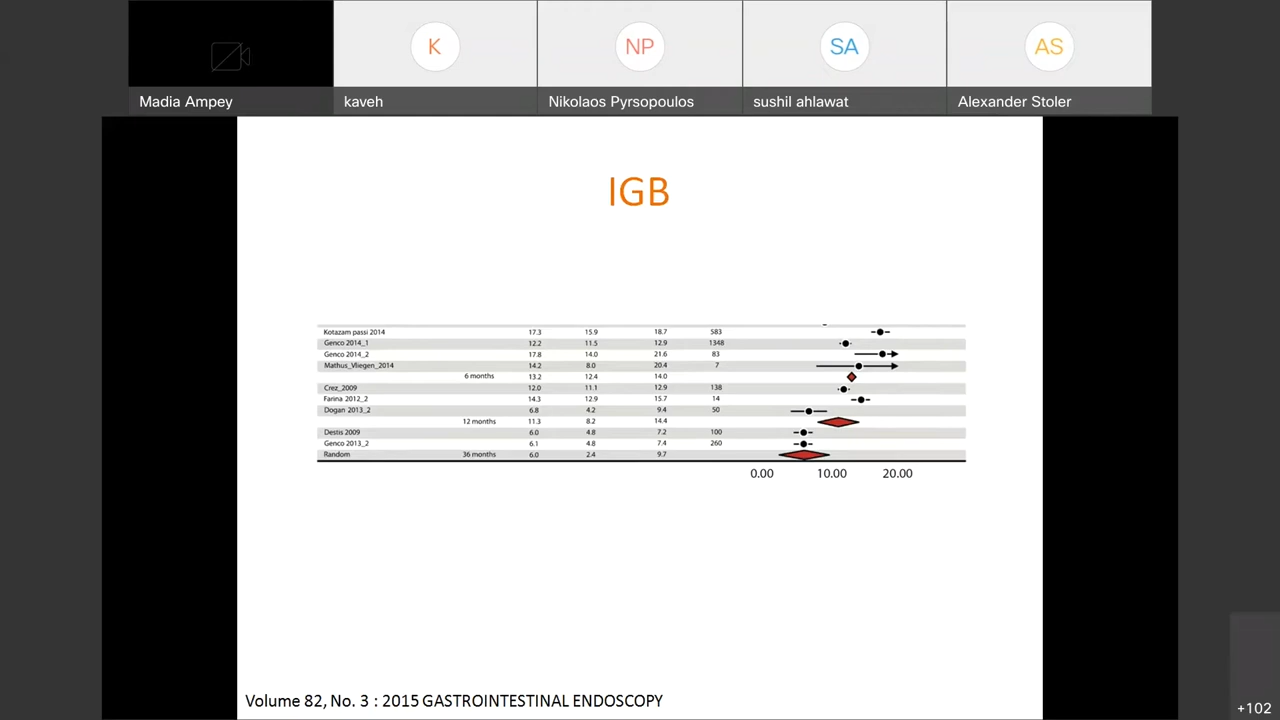 K NP SA AS
Madia Ampey kaveh Nikolaos Pyrsopoulos sushil ahlawat Alexander Stoler
IGB
Kotazam passi 2014 17.3 15.9 18.7 583
Genco 2014_1 12.2 11.5 12.9 1348
Genco 2014_2 17.8 14.0 21.6 83
Mathus_Vliegen_2014 14.2 8.0 20.4 7
6 months 13.2 12.4 14.0
Crez_2009 12.0 11.1 12.9 138
Farina 2012_2 14.3 12.9 15.7 14
Dogan 2013_2 6.8 4.2 9.4 50
12 months 11.3 8.2 14.4
Destis 2009 6.0 4.8 7.2 100
Genco 2013_2 6.1 4.8 7.4 260
Random 36 months 6.0 2.4 9.7
0.00 10.00 20.00
Volume 82, No. 3 : 2015 GASTROINTESTINAL ENDOSCOPY
+102